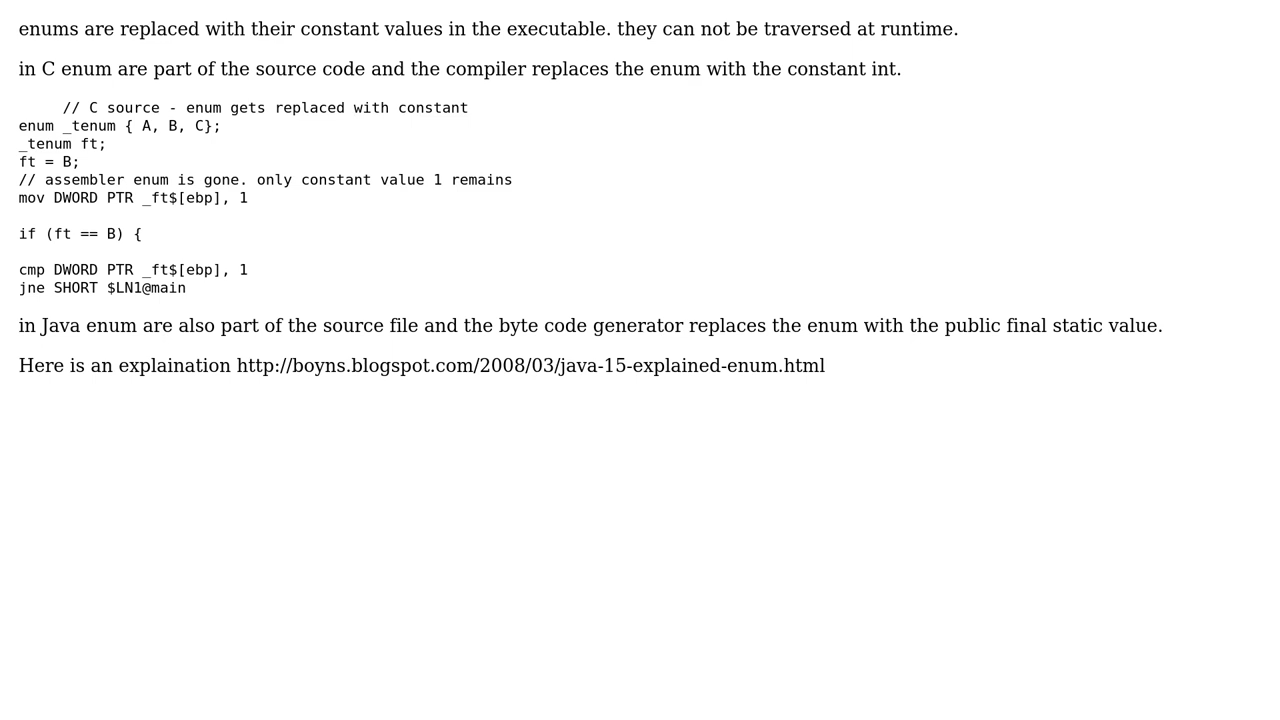 enums are replaced with their constant values in the executable. they can not be traversed at runtime.
in C enum are part of the source code and the compiler replaces the enum with the constant int.
// C source - enum gets replaced with constant
enum _tenum { A, B, C};
_tenum ft;
ft = B;
// assembler enum is gone. only constant value 1 remains
mov DWORD PTR _ft$[ebp], 1
if (ft == B) {
cmp DWORD PTR _ft$[ebp], 1
jne SHORT $LN1@main
in Java enum are also part of the source file and the byte code generator replaces the enum with the public final static value.
Here is an explaination http://boyns.blogspot.com/2008/03/java-15-explained-enum.html